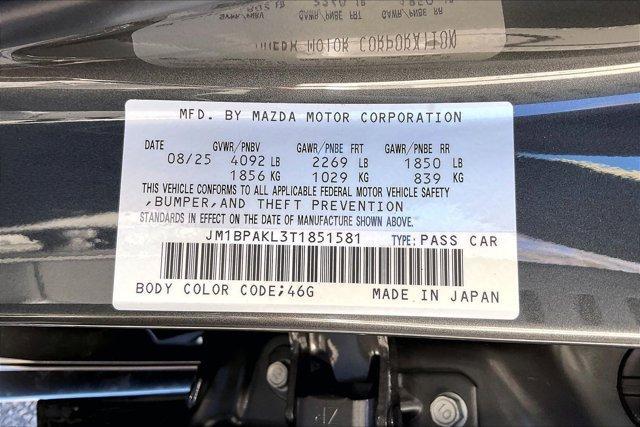 MFD. BY MAZDA MOTOR CORPORATION
DATE GVWR/PNBV GAWR/PNBE FRT GAWR/PNBE RR
08/25 4092 LB 2269 LB 1850 LB
1856 KG 1029 KG 839 KG
THIS VEHICLE CONFORMS TO ALL APPLICABLE FEDERAL MOTOR VEHICLE SAFETY
,BUMPER,AND THEFT PREVENTION
STANDARDS IN EFFECT ON THE DATE OF MANUFACTURE SHOWN ABOVE.
JM1BPAKL3T1851581 TYPE: PASS CAR
BODY COLOR CODE;46G MADE IN JAPAN